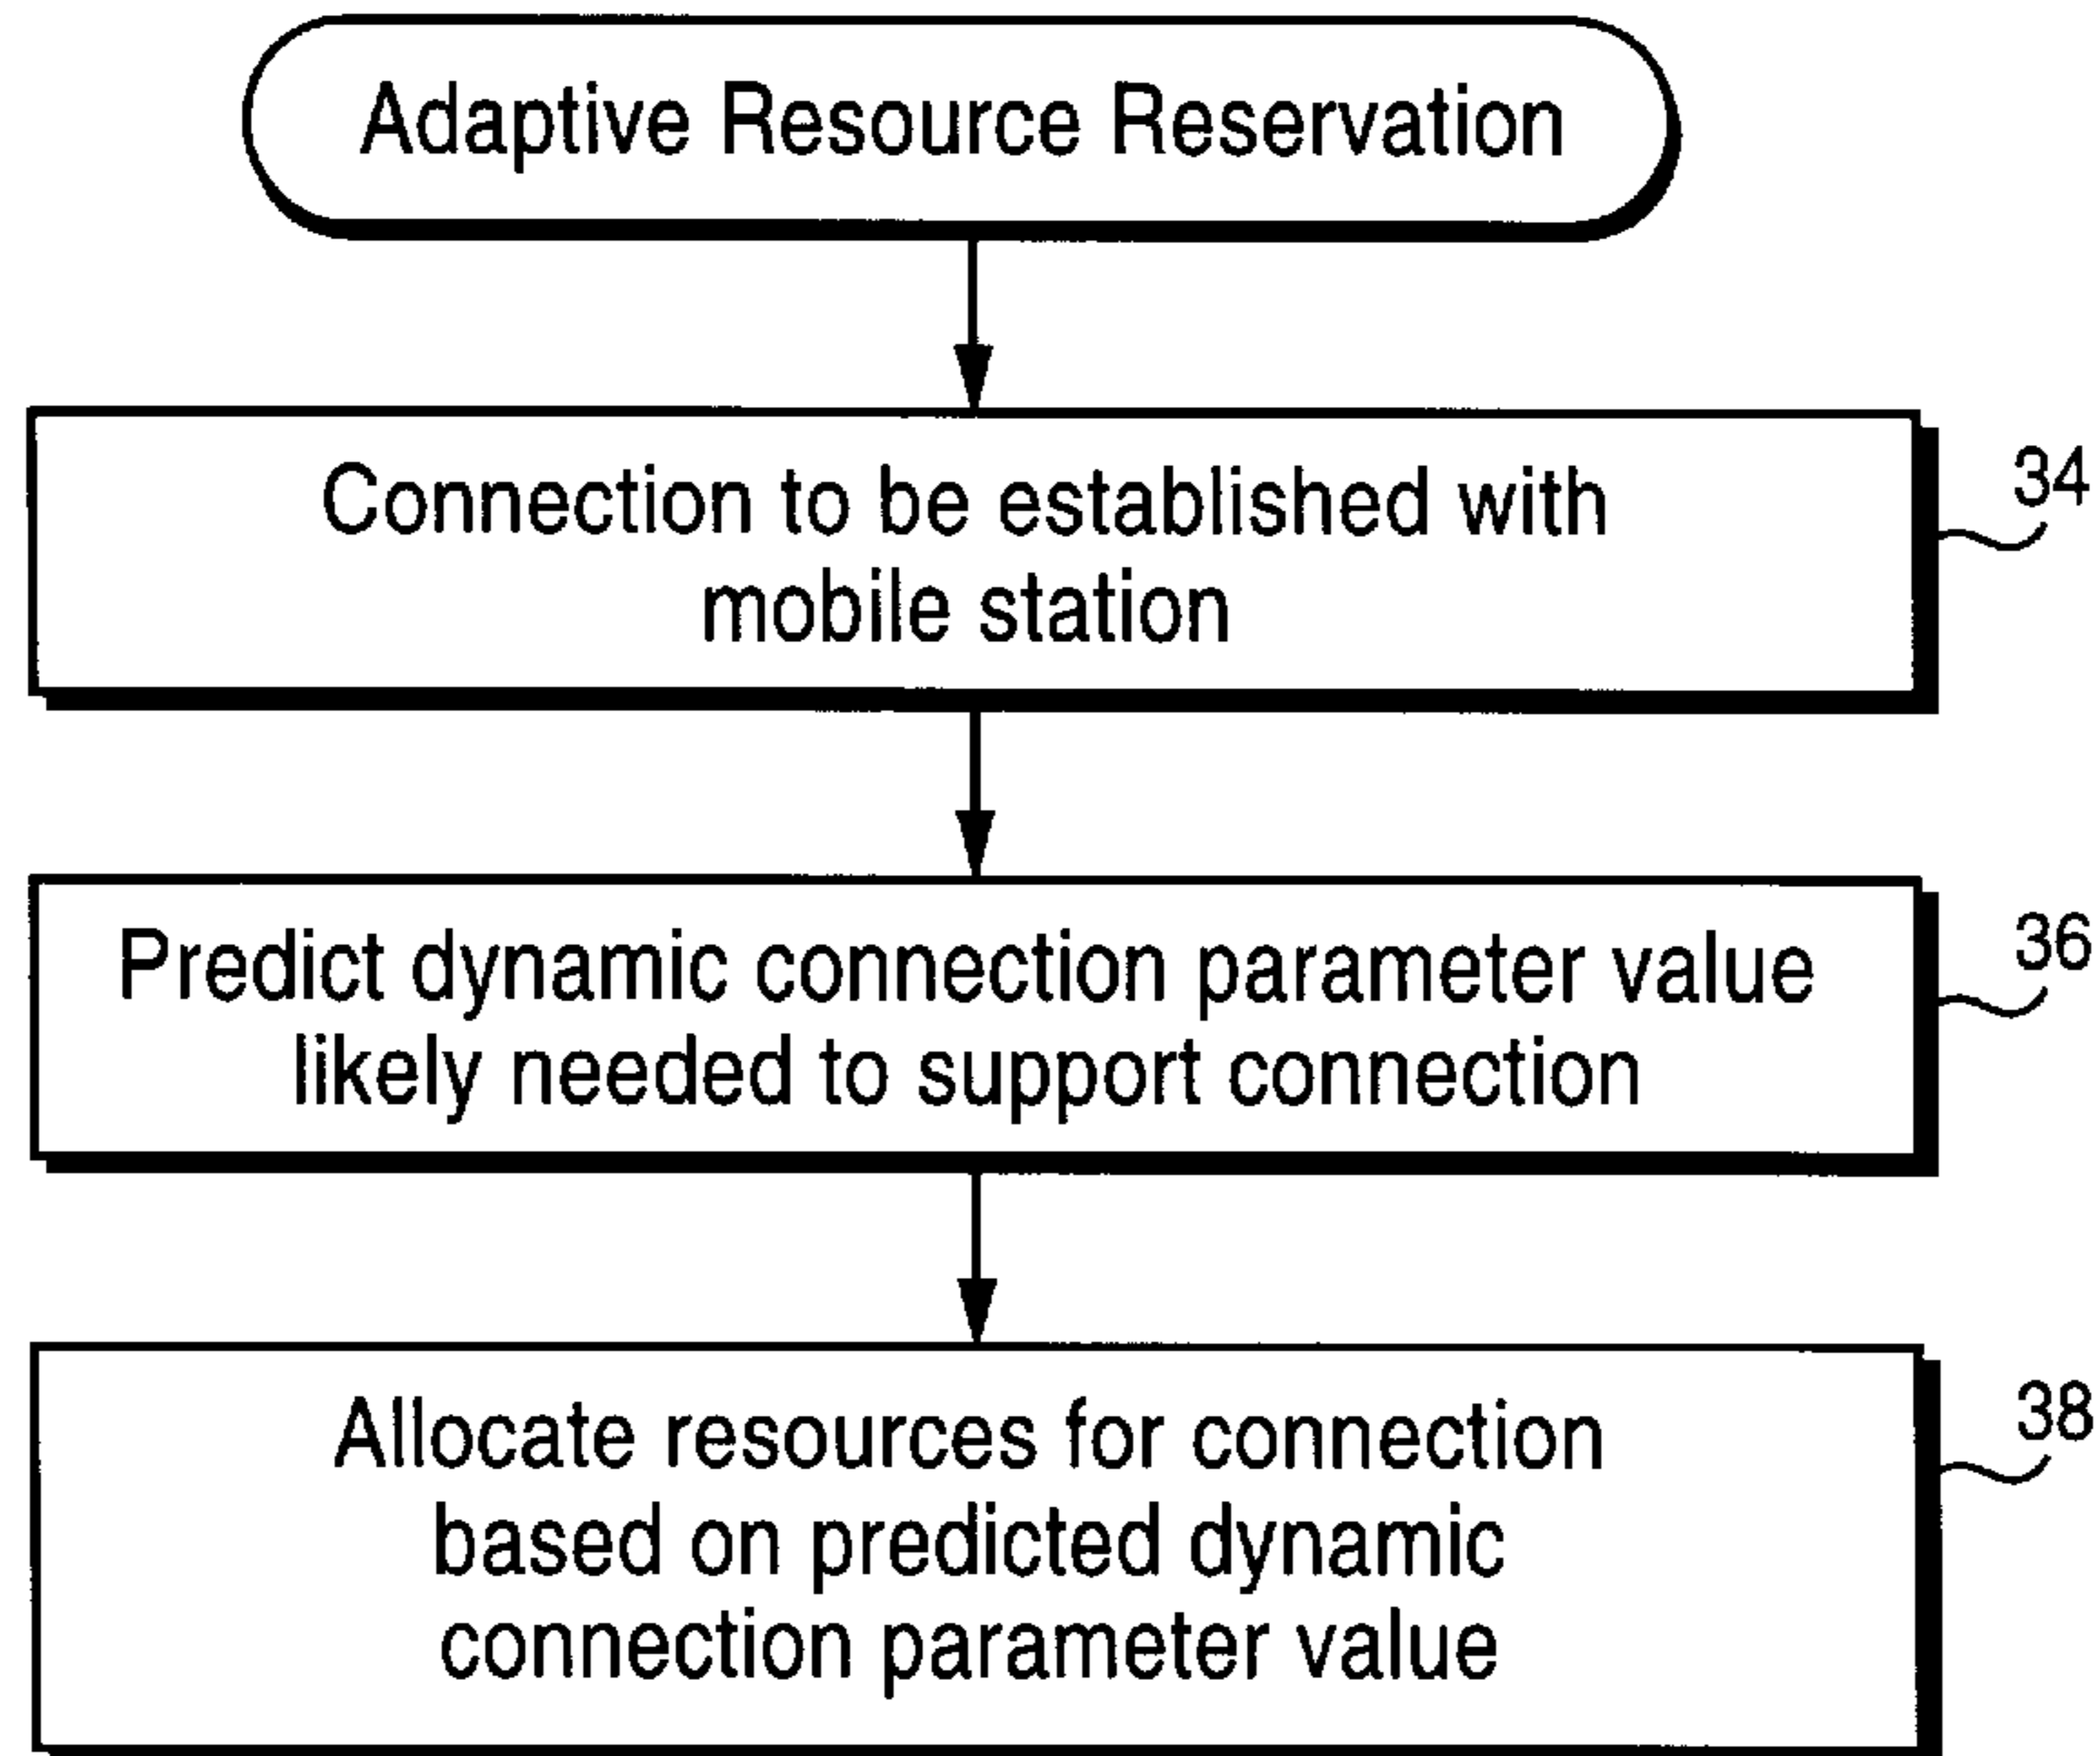 Adaptive Resource Reservation
Connection to be established with
mobile station
34
Predict dynamic connection parameter value
likely needed to support connection
36
Allocate resources for connection
based on predicted dynamic
connection parameter value
38